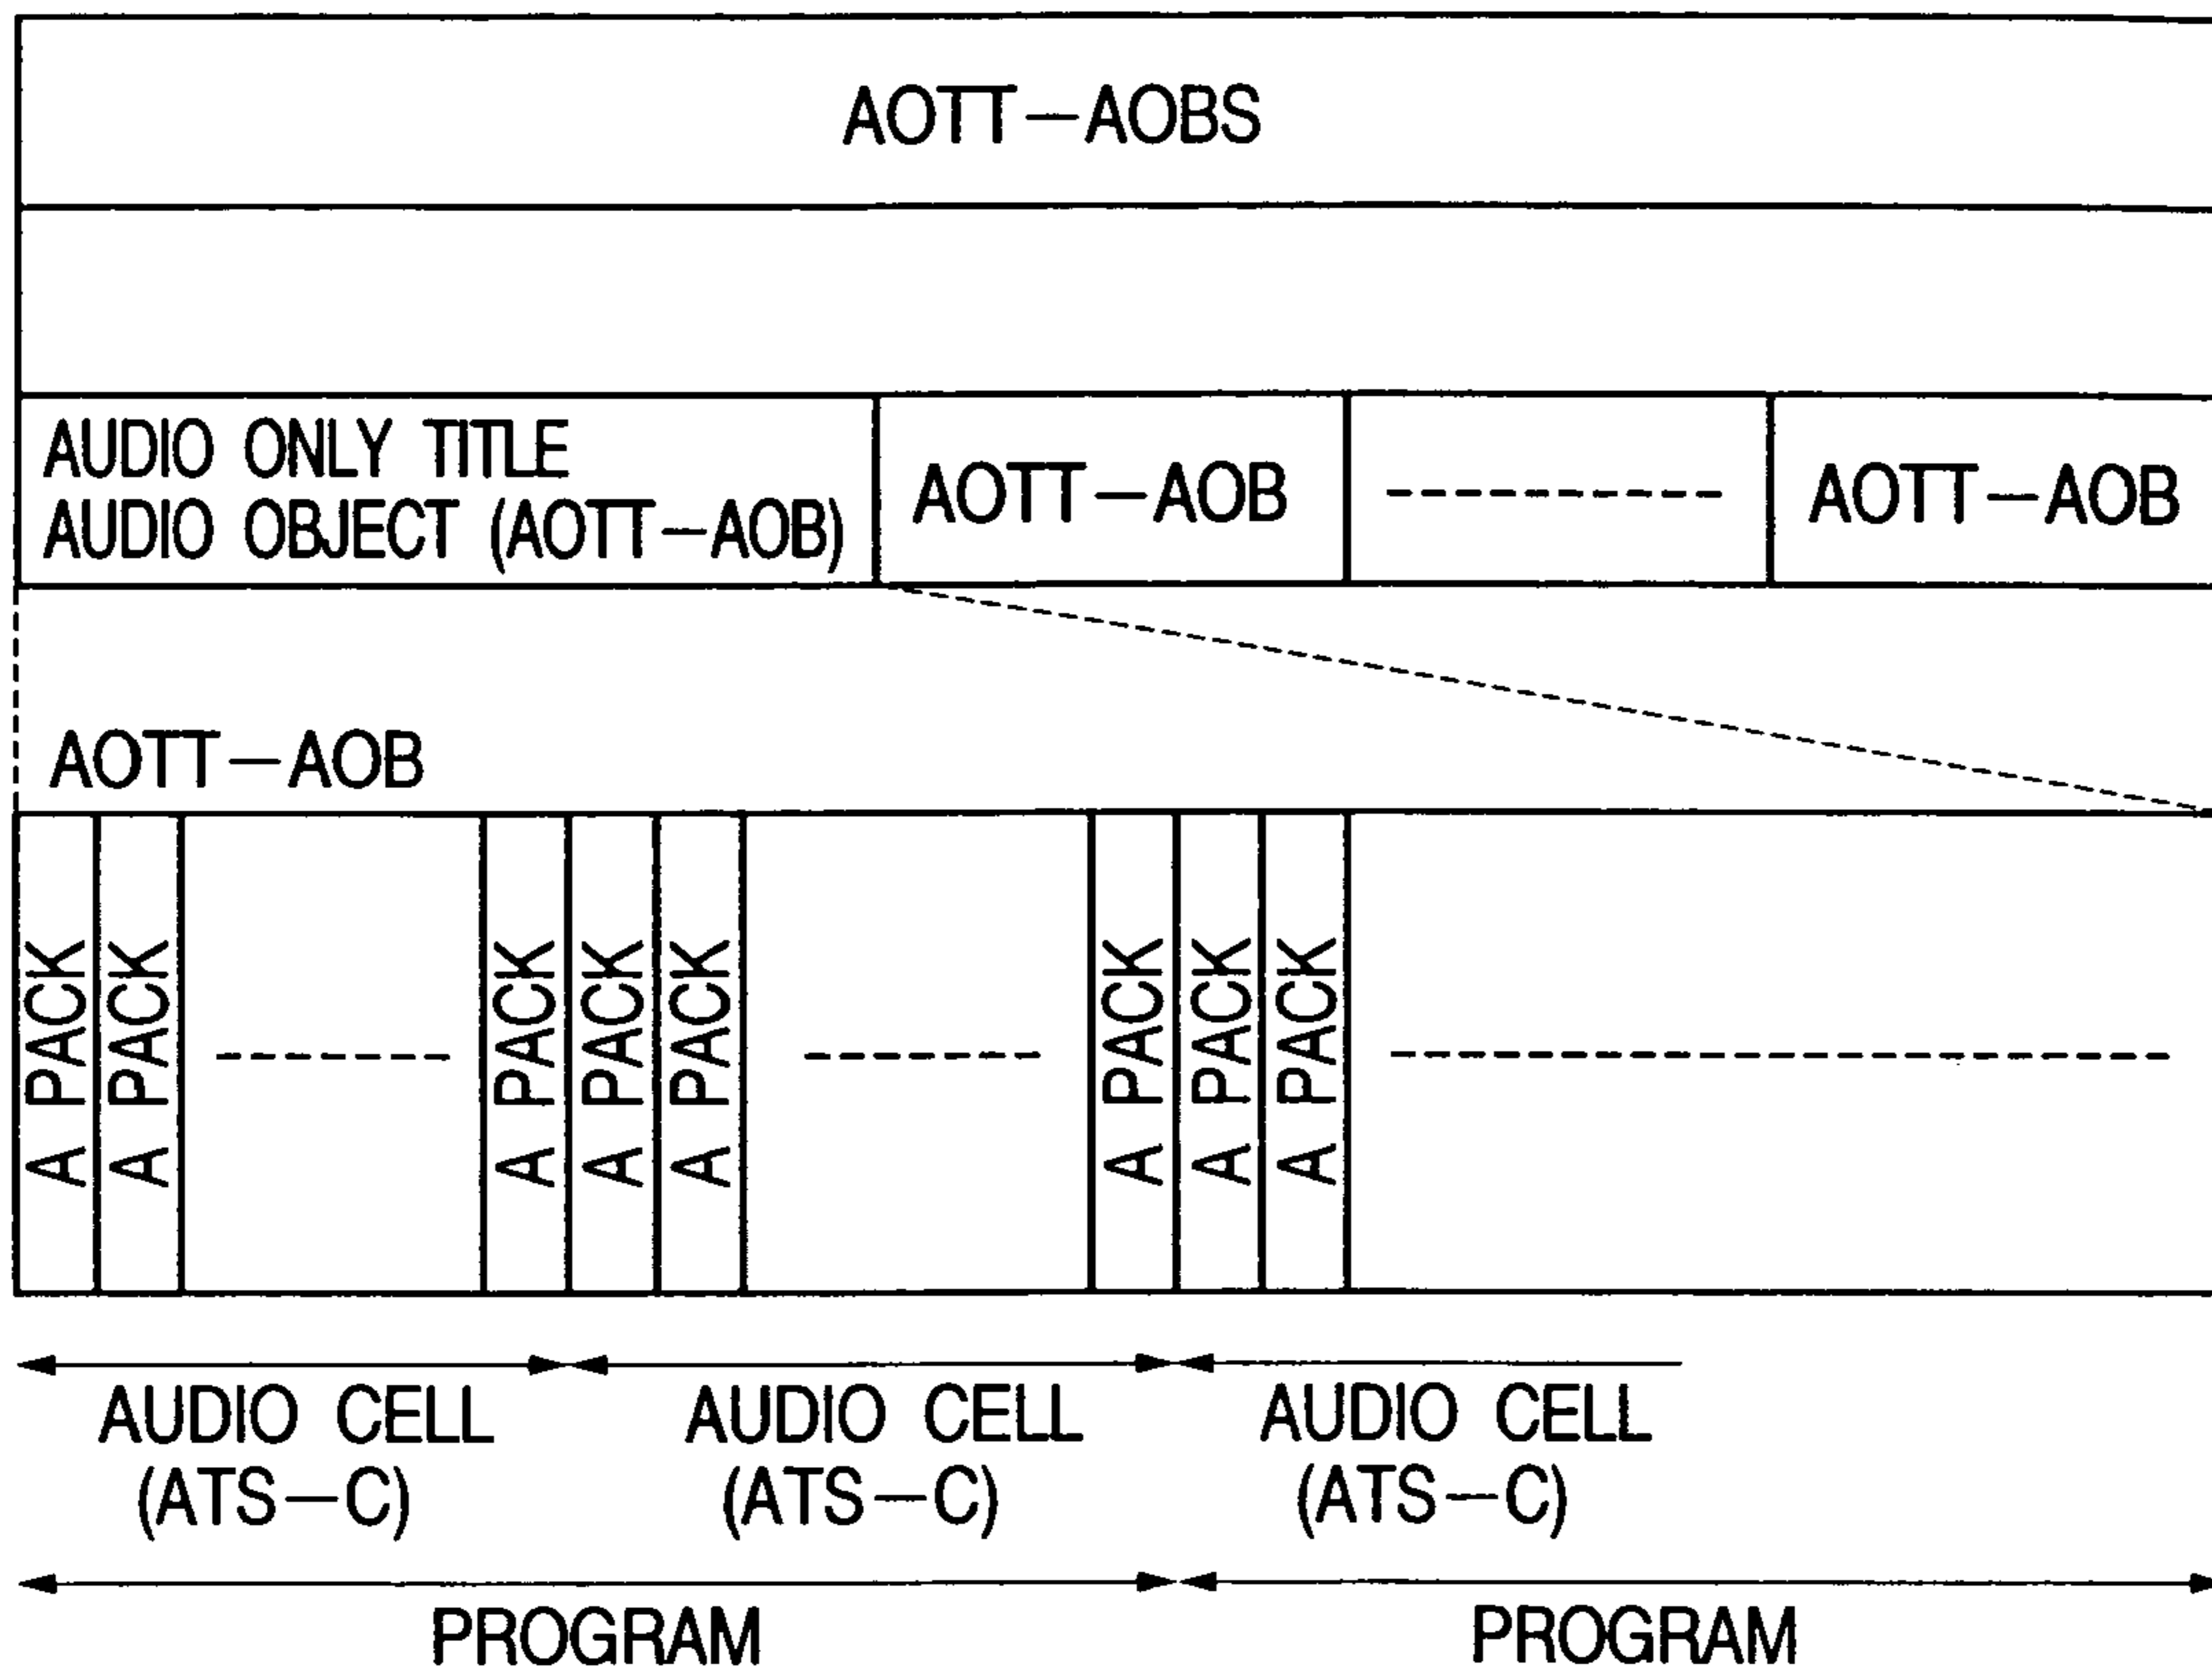 AOTT—AOBS
AUDIO ONLY TITLE
AUDIO OBJECT (AOTT—AOB)
AOTT—AOB
AOTT—AOB
AOTT—AOB
A PACK
A PACK
A PACK
A PACK
A PACK
A PACK
A PACK
A PACK
AUDIO CELL
(ATS—C)
AUDIO CELL
(ATS—C)
AUDIO CELL
(ATS—C)
PROGRAM
PROGRAM